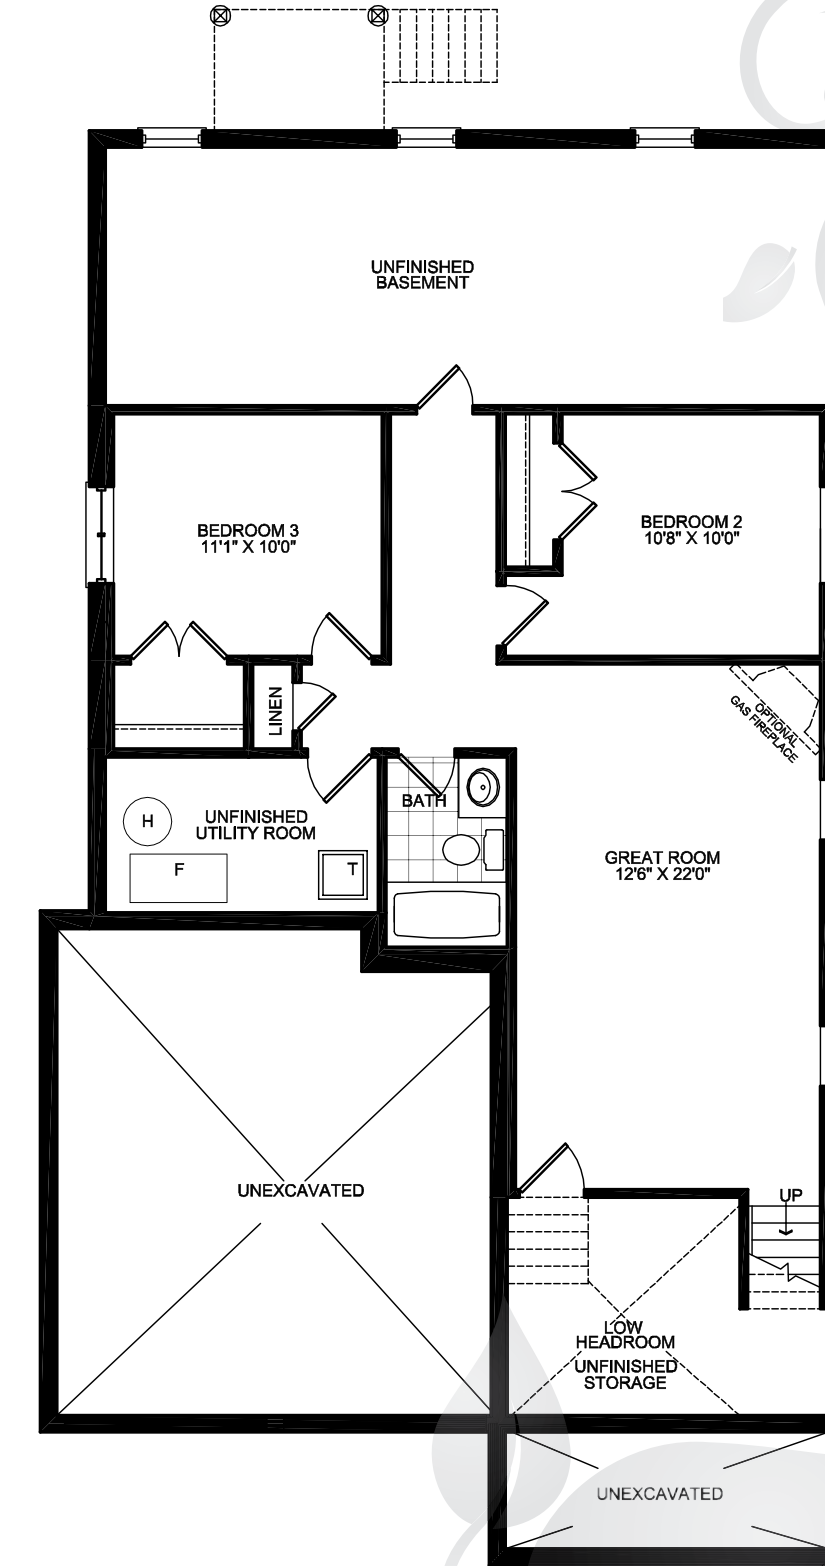 UNFINISHED
BASEMENT
BEDROOM 3
11'1" X 10'0"
BEDROOM 2
10'8" X 10'0"
LINEN
OPTIONAL
GAS FIREPLACE
BATH
UNFINISHED
UTILITY ROOM
H
F
T
GREAT ROOM
12'6" X 22'0"
UNEXCAVATED
UP
LOW
HEADROOM
UNFINISHED
STORAGE
UNEXCAVATED